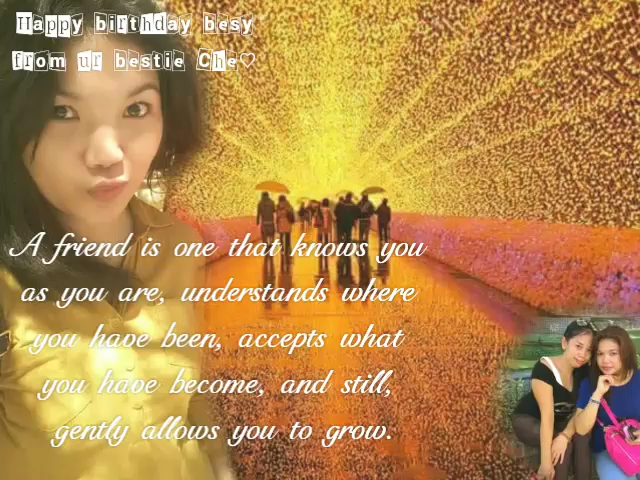 Happy birthday besy
from ur bestie Che♡
A friend is one that knows you
as you are, understands where
you have been, accepts what
you have become, and still,
gently allows you to grow.